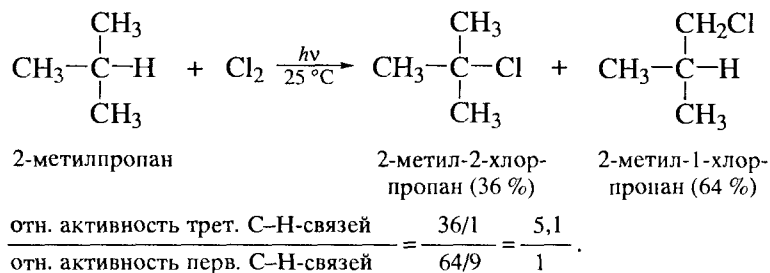 CH₃ CH₃ CH₂Cl
CH₃–C–H + Cl₂ hν 25 °C CH₃–C–Cl + CH₃–C–H
CH₃ CH₃ CH₃
2-метилпропан 2-метил-2-хлор- 2-метил-1-хлор-
пропан (36 %) пропан (64 %)
отн. активность трет. С–Н-связей 36/1 5,1
= =  .
отн. активность перв. С–Н-связей 64/9 1